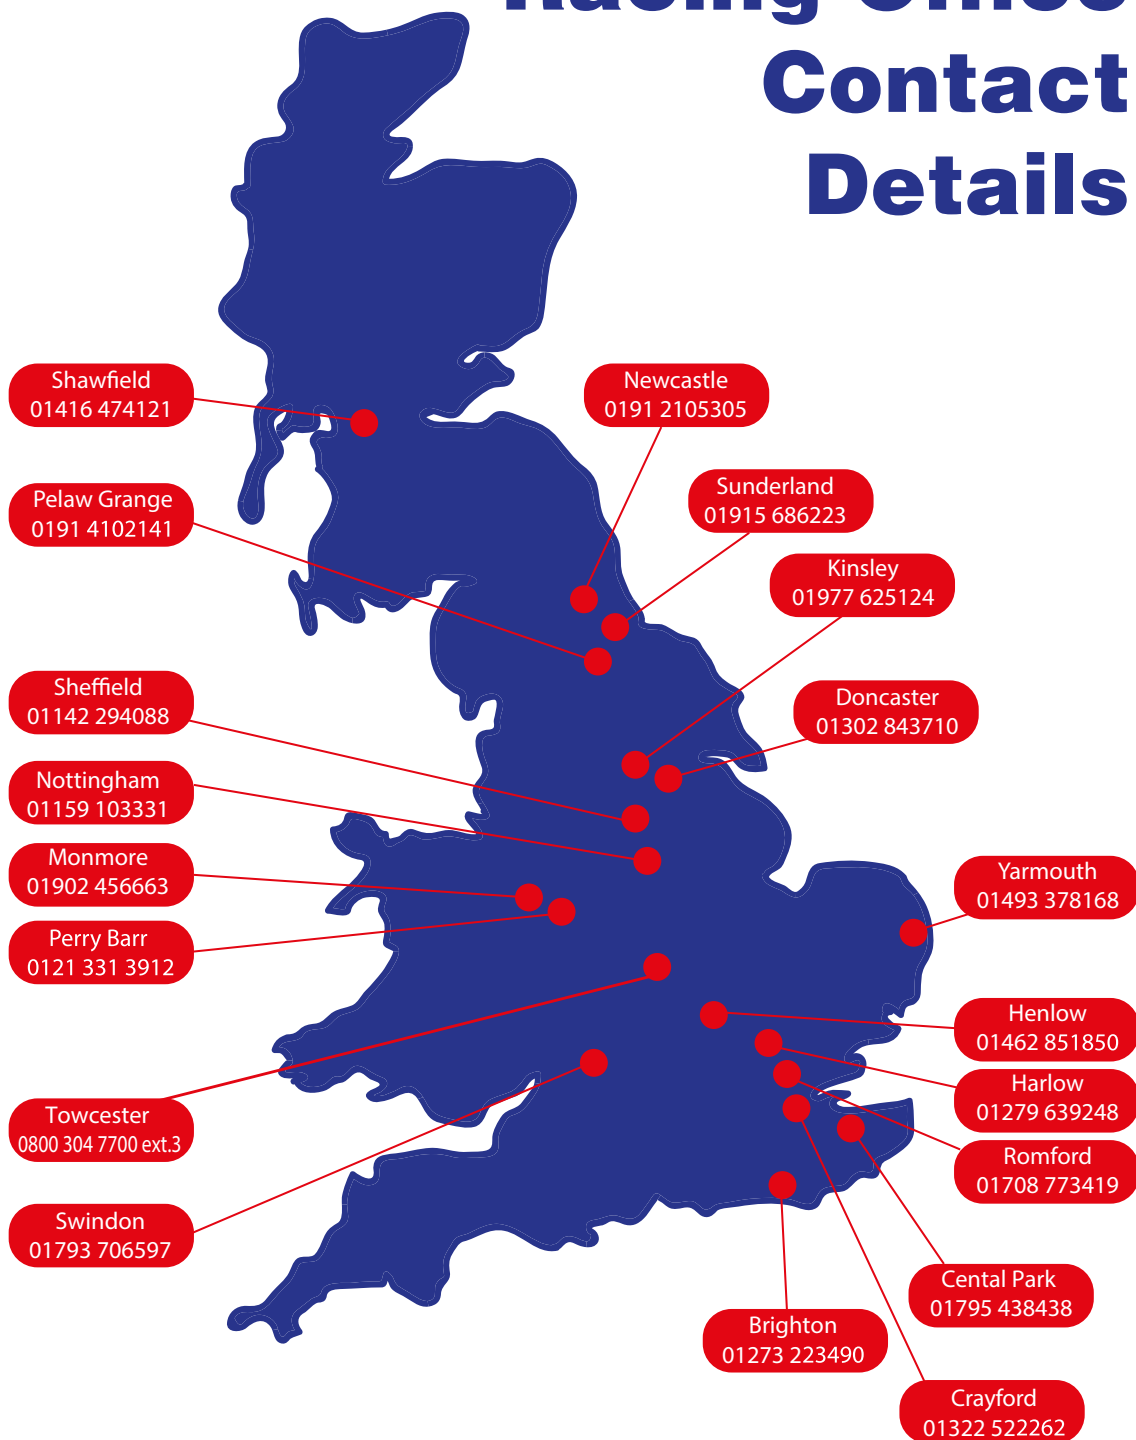 Racing Office
Contact
Details
Shawfield
01416 474121
Newcastle
0191 2105305
Pelaw Grange
0191 4102141
Sunderland
01915 686223
Kinsley
01977 625124
Sheffield
01142 294088
Doncaster
01302 843710
Nottingham
01159 103331
Monmore
01902 456663
Yarmouth
01493 378168
Perry Barr
0121 331 3912
Henlow
01462 851850
Harlow
01279 639248
Towcester
0800 304 7700 ext.3
Romford
01708 773419
Swindon
01793 706597
Cental Park
01795 438438
Brighton
01273 223490
Crayford
01322 522262